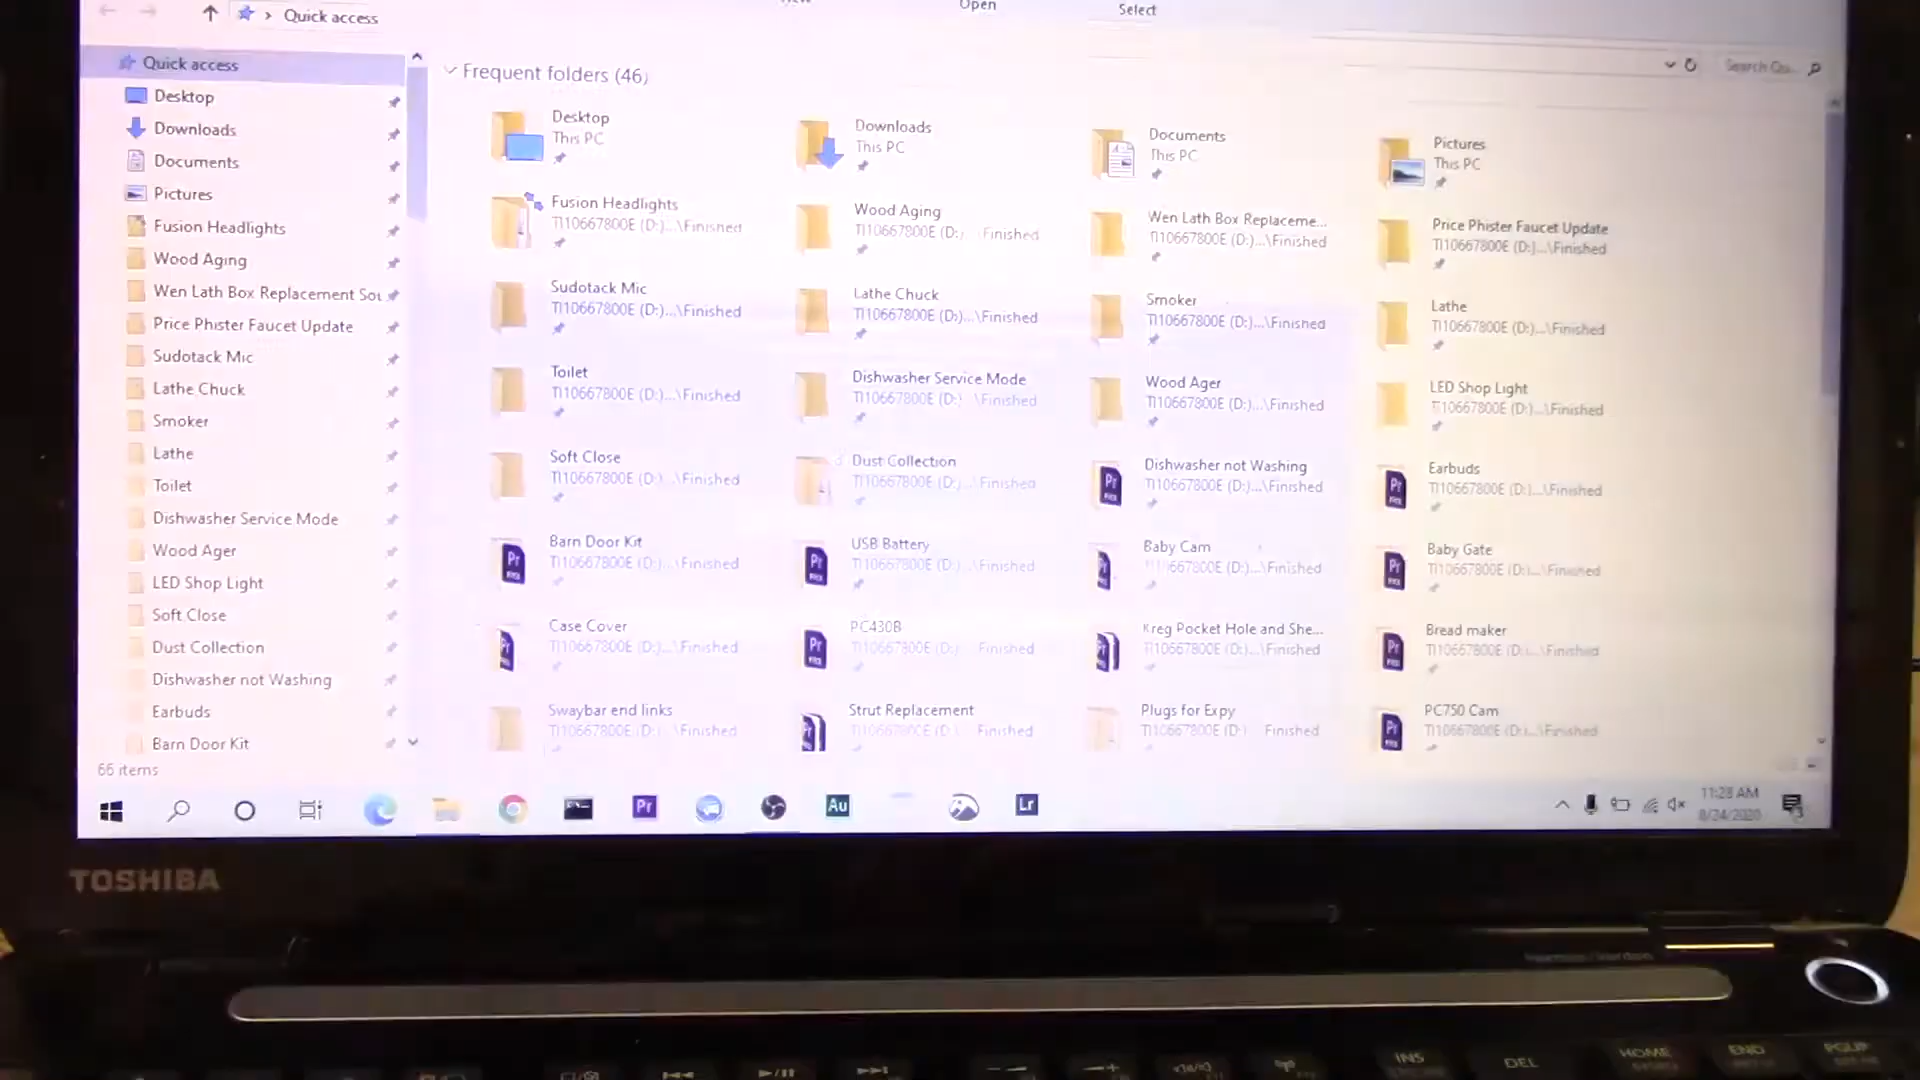 Open
Select
Quick access
Search Qu...
Quick access
Desktop
Downloads
Documents
Pictures
Fusion Headlights
Wood Aging
Wen Lath Box Replacement Sou
Price Phister Faucet Update
Sudotack Mic
Lathe Chuck
Smoker
Lathe
Toilet
Dishwasher Service Mode
Wood Ager
LED Shop Light
Soft Close
Dust Collection
Dishwasher not Washing
Earbuds
Barn Door Kit
66 items
Frequent folders (46)
Desktop
This PC
Downloads
This PC
Documents
This PC
Pictures
This PC
Fusion Headlights
TI10667800E (D:)...\Finished
Wood Aging
TI10667800E (D:)...\Finished
Wen Lath Box Replaceme...
TI10667800E (D:)...\Finished
Price Phister Faucet Update
TI10667800E (D:)...\Finished
Sudotack Mic
TI10667800E (D:)...\Finished
Lathe Chuck
TI10667800E (D:)...\Finished
Smoker
TI10667800E (D:)...\Finished
Lathe
TI10667800E (D:)...\Finished
Toilet
TI10667800E (D:)...\Finished
Dishwasher Service Mode
TI10667800E (D:)...\Finished
Wood Ager
TI10667800E (D:)...\Finished
LED Shop Light
TI10667800E (D:)...\Finished
Soft Close
TI10667800E (D:)...\Finished
Dust Collection
TI10667800E (D:)...\Finished
Dishwasher not Washing
TI10667800E (D:)...\Finished
Earbuds
TI10667800E (D:)...\Finished
Barn Door Kit
TI10667800E (D:)...\Finished
USB Battery
TI10667800E (D:)...\Finished
Baby Cam
TI10667800E (D:)...\Finished
Baby Gate
TI10667800E (D:)...\Finished
Case Cover
TI10667800E (D:)...\Finished
PC430B
TI10667800E (D:)...\Finished
Kreg Pocket Hole and She...
TI10667800E (D:)...\Finished
Bread maker
TI10667800E (D:)...\Finished
Swaybar end links
TI10667800E (D:)...\Finished
Strut Replacement
TI10667800E (D:)...\Finished
Plugs for Expy
TI10667800E (D:)...\Finished
PC750 Cam
TI10667800E (D:)...\Finished
Pr
Au
Lr
11:28 AM
8/24/2020
TOSHIBA
INS
DEL
HOME
END
PGUP